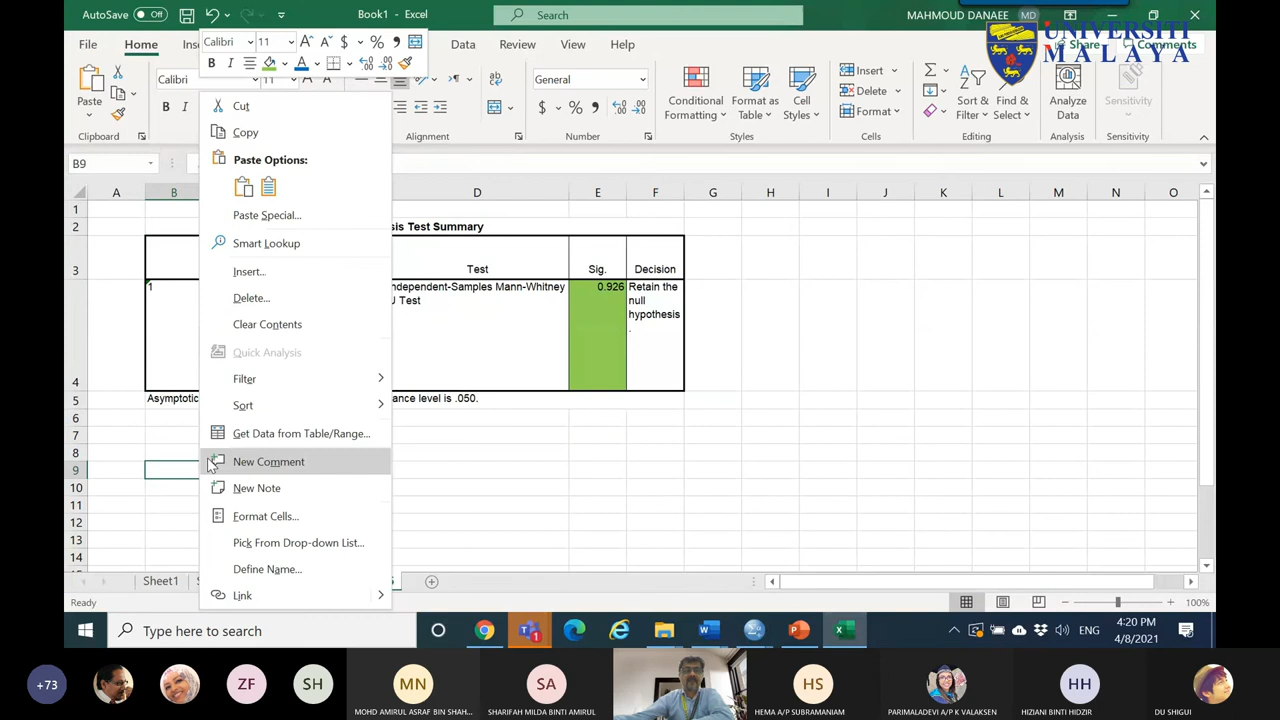 AutoSave Off
Book1 - Excel
Search
MAHMOUD DANAEE MD
UNIVERSITI
MALAYA
File Home Data Review View Help Share Comments
Calibri 11
Paste
Calibri
General
Conditional Formatting
Format as Table
Cell Styles
Insert
Delete
Format
Sort & Filter
Find & Select
Analyze Data
Sensitivity
Clipboard Alignment Number Styles Cells Editing Analysis Sensitivity
B9
A B D E F G H I J K L M N O
1
2 sis Test Summary
3 Test Sig. Decision
1 ndependent-Samples Mann-Whitney 0.926 Retain the
U Test null
hypothesis
.
4
5 Asymptotic ance level is .050.
6
7
8
9
10
11
12
13
14
Cut
Copy
Paste Options:
Paste Special...
Smart Lookup
Insert...
Delete...
Clear Contents
Quick Analysis
Filter
Sort
Get Data from Table/Range...
New Comment
New Note
Format Cells...
Pick From Drop-down List...
Define Name...
Link
Sheet1
Ready
100%
Type here to search
ENG
4:20 PM
4/8/2021
+73
ZF
SH
MN
SA
HS
HH
MOHD AMIRUL ASRAF BIN SHAH...
SHARIFAH MILDA BINTI AMIRUL
HEMA A/P SUBRAMANIAM
PARIMALADEVI A/P K VALAKSEN
HIZIANI BINTI HIDZIR
DU SHIGUI